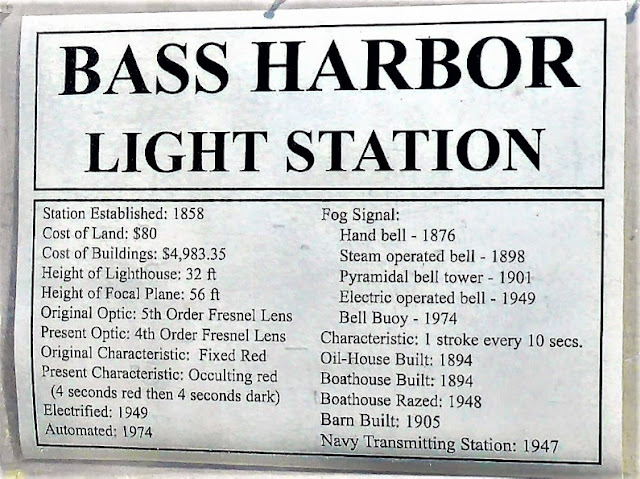 BASS HARBOR
LIGHT STATION
Station Established: 1858
Cost of Land: $80
Cost of Buildings: $4,983.35
Height of Lighthouse: 32 ft
Height of Focal Plane: 56 ft
Original Optic: 5th Order Fresnel Lens
Present Optic: 4th Order Fresnel Lens
Original Characteristic: Fixed Red
Present Characteristic: Occulting red
(4 seconds red then 4 seconds dark)
Electrified: 1949
Automated: 1974
Fog Signal:
Hand bell - 1876
Steam operated bell - 1898
Pyramidal bell tower - 1901
Electric operated bell - 1949
Bell Buoy - 1974
Characteristic: 1 stroke every 10 secs.
Oil-House Built: 1894
Boathouse Built: 1894
Boathouse Razed: 1948
Barn Built: 1905
Navy Transmitting Station: 1947